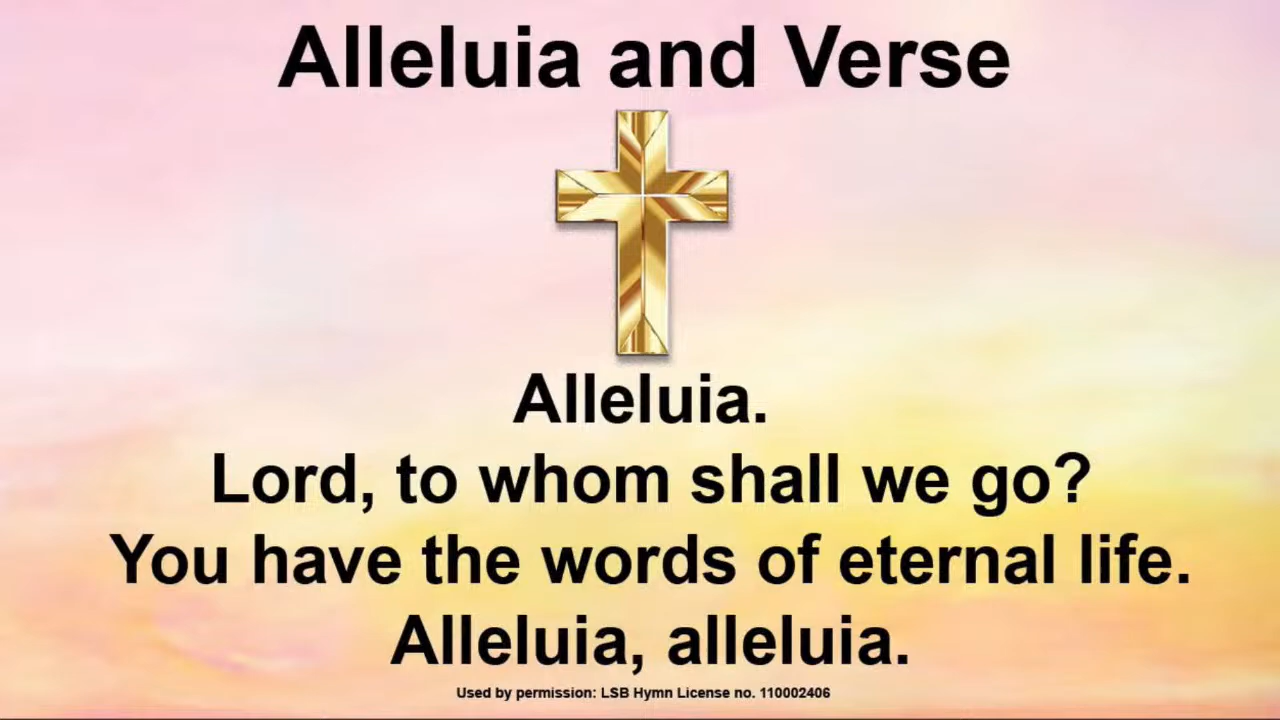 Alleluia and Verse
Alleluia.
Lord, to whom shall we go?
You have the words of eternal life.
Alleluia, alleluia.
Used by permission: LSB Hymn License no. 110002406